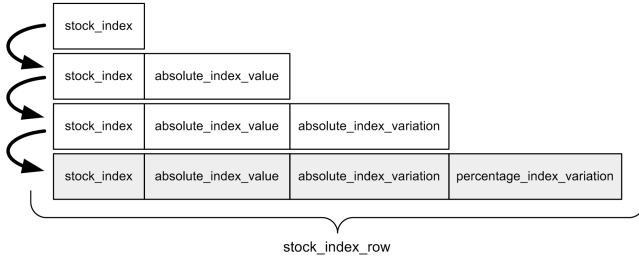 stock_index
stock_index absolute_index_value
stock_index absolute_index_value absolute_index_variation
stock_index absolute_index_value absolute_index_variation percentage_index_variation
stock_index_row